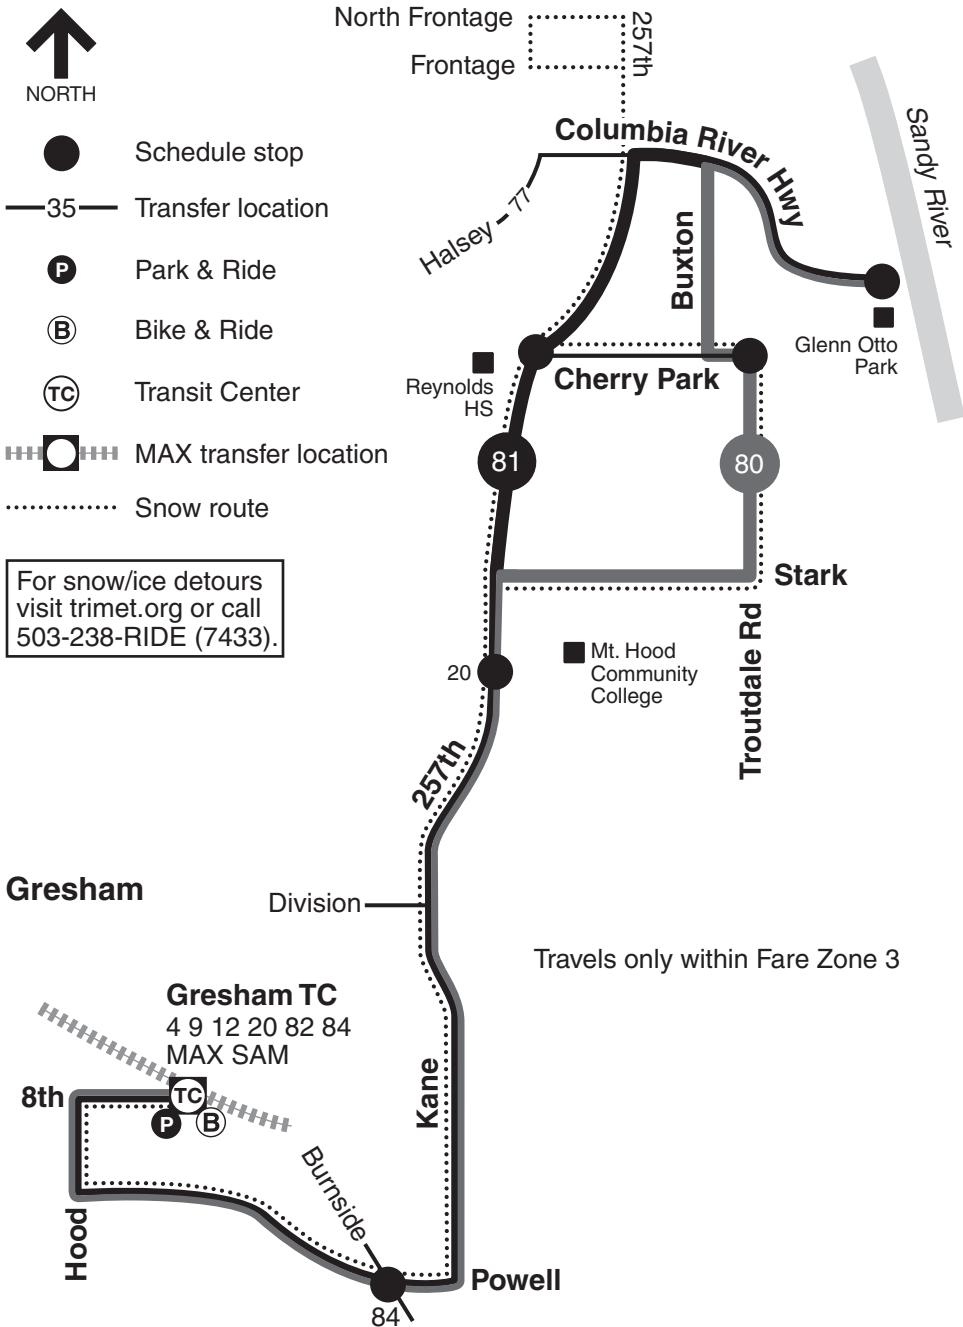 NORTH
Schedule stop
35
Transfer location
P
Park & Ride
B
Bike & Ride
TC
Transit Center
MAX transfer location
Snow route
For snow/ice detours
visit trimet.org or call
503-238-RIDE (7433).
North Frontage
Frontage
257th
Columbia River Hwy
Sandy River
Halsey
77
Buxton
Glenn Otto
Park
Reynolds
HS
Cherry Park
81
80
Stark
Troutdale Rd
20
Mt. Hood
Community
College
257th
Gresham
Division
Travels only within Fare Zone 3
Gresham TC
4 9 12 20 82 84
MAX SAM
8th
TC
P
B
Kane
Burnside
Hood
Powell
84